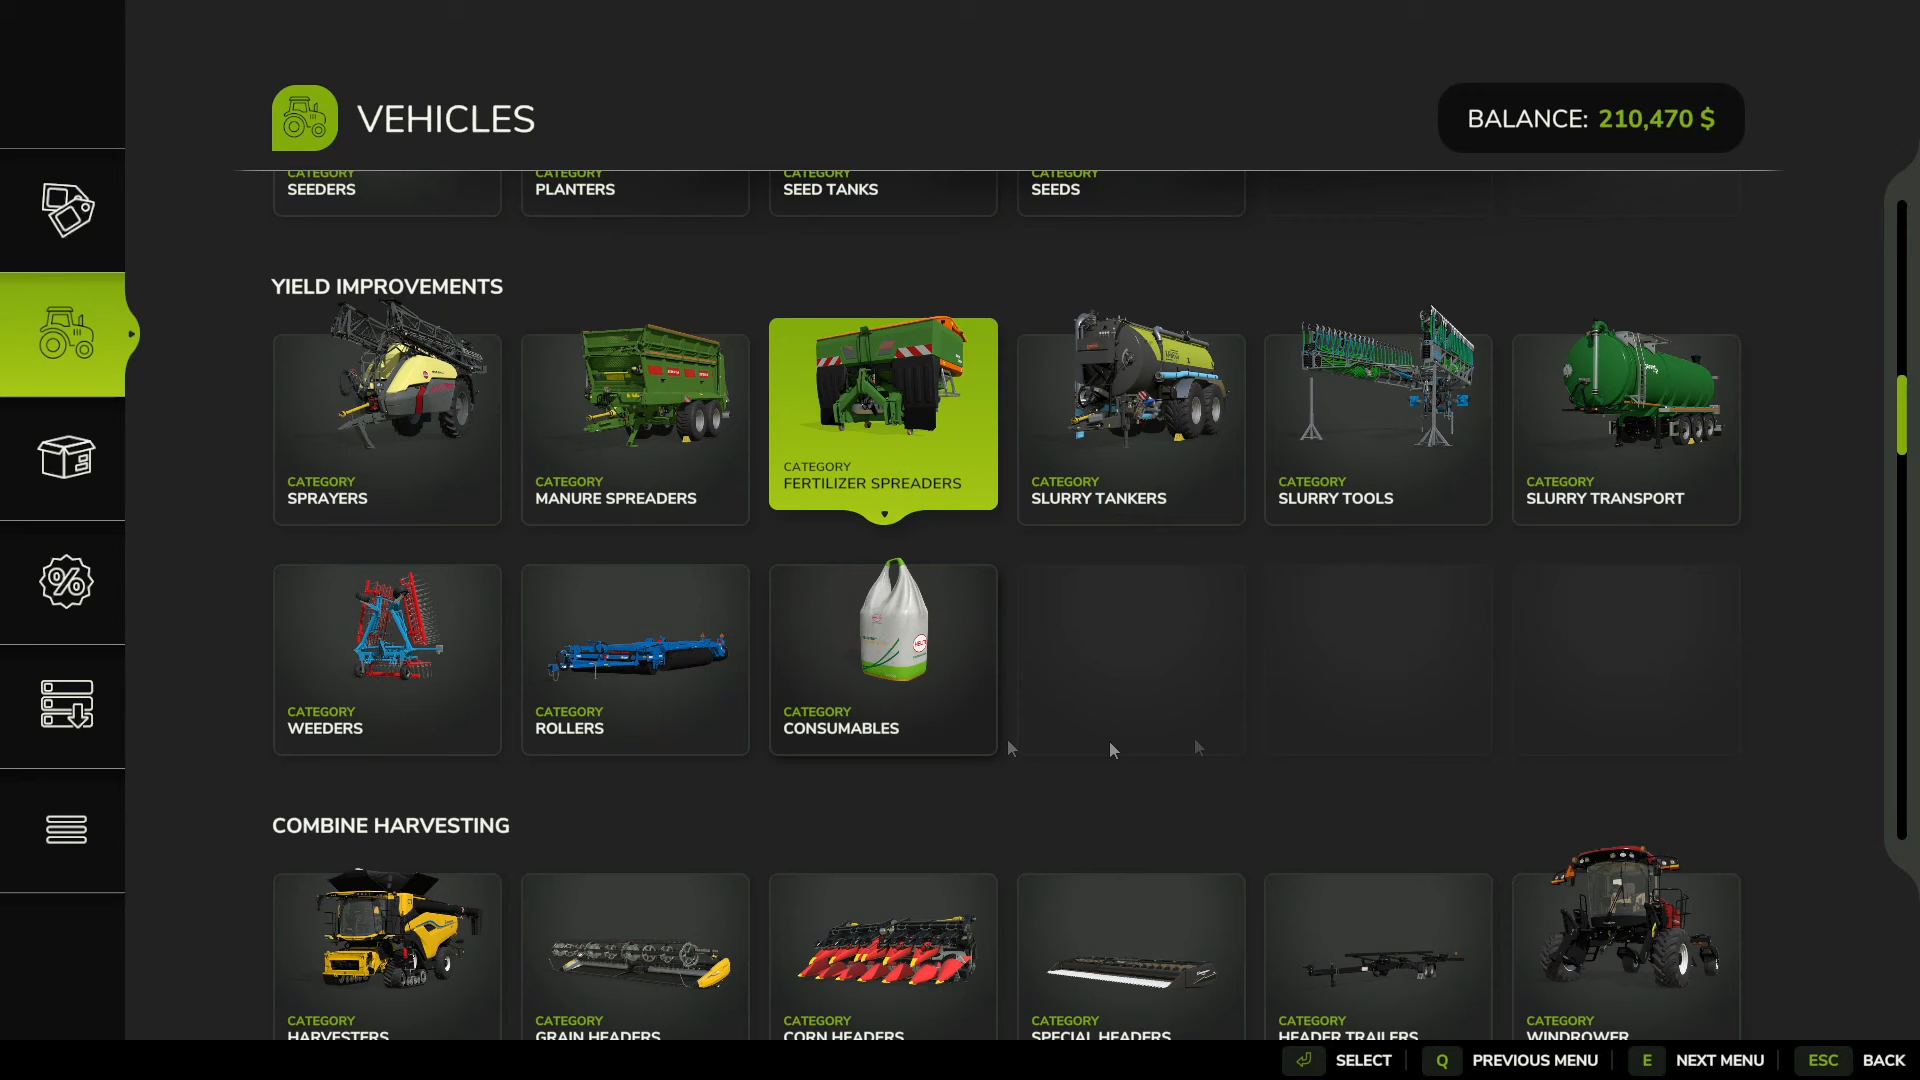 VEHICLES
BALANCE: 210,470 $
CATEGORY CATEGORY CATEGORY CATEGORY
SEEDERS PLANTERS SEED TANKS SEEDS
YIELD IMPROVEMENTS
CATEGORY
SPRAYERS
CATEGORY
MANURE SPREADERS
CATEGORY
FERTILIZER SPREADERS
CATEGORY
SLURRY TANKERS
CATEGORY
SLURRY TOOLS
CATEGORY
SLURRY TRANSPORT
CATEGORY
WEEDERS
CATEGORY
ROLLERS
CATEGORY
CONSUMABLES
COMBINE HARVESTING
CATEGORY
HARVESTERS
CATEGORY
GRAIN HEADERS
CATEGORY
CORN HEADERS
CATEGORY
SPECIAL HEADERS
CATEGORY
HEADER TRAILERS
CATEGORY
WINDROWER
SELECT Q PREVIOUS MENU E NEXT MENU ESC BACK